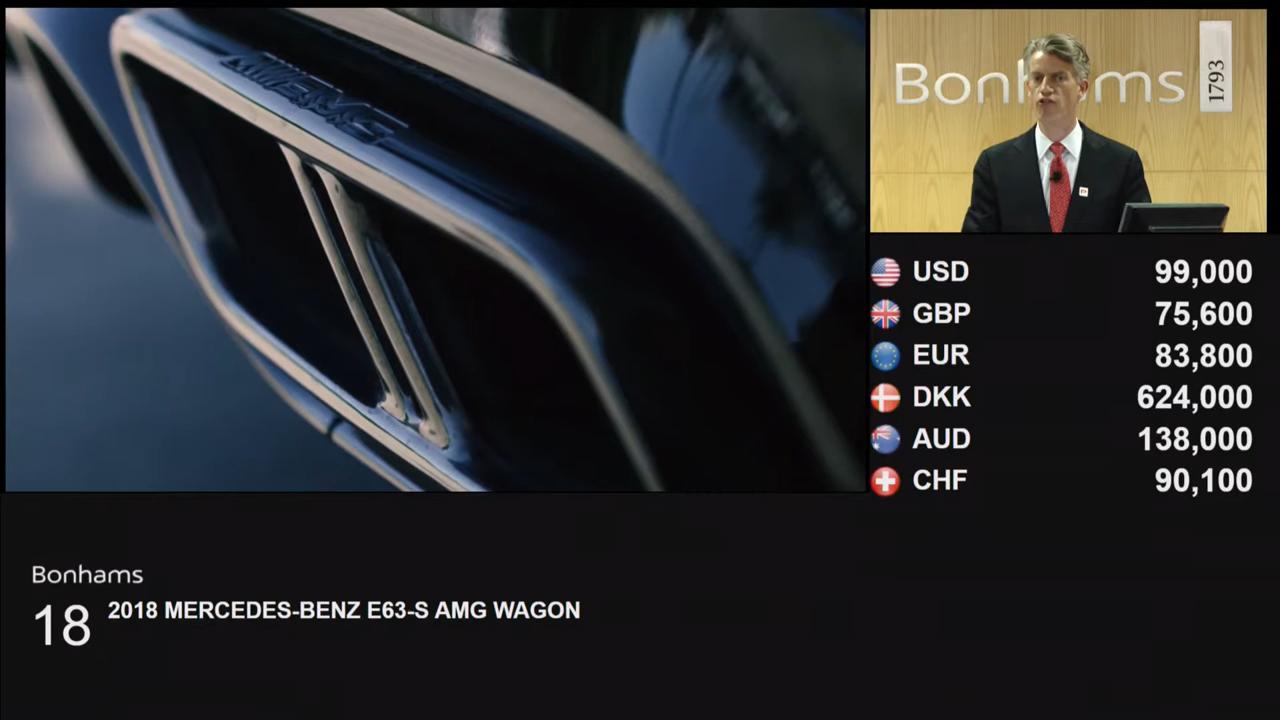 AMG
Bonhams
1793
USD 99,000
GBP 75,600
EUR 83,800
DKK 624,000
AUD 138,000
CHF 90,100
Bonhams
18
2018 MERCEDES-BENZ E63-S AMG WAGON